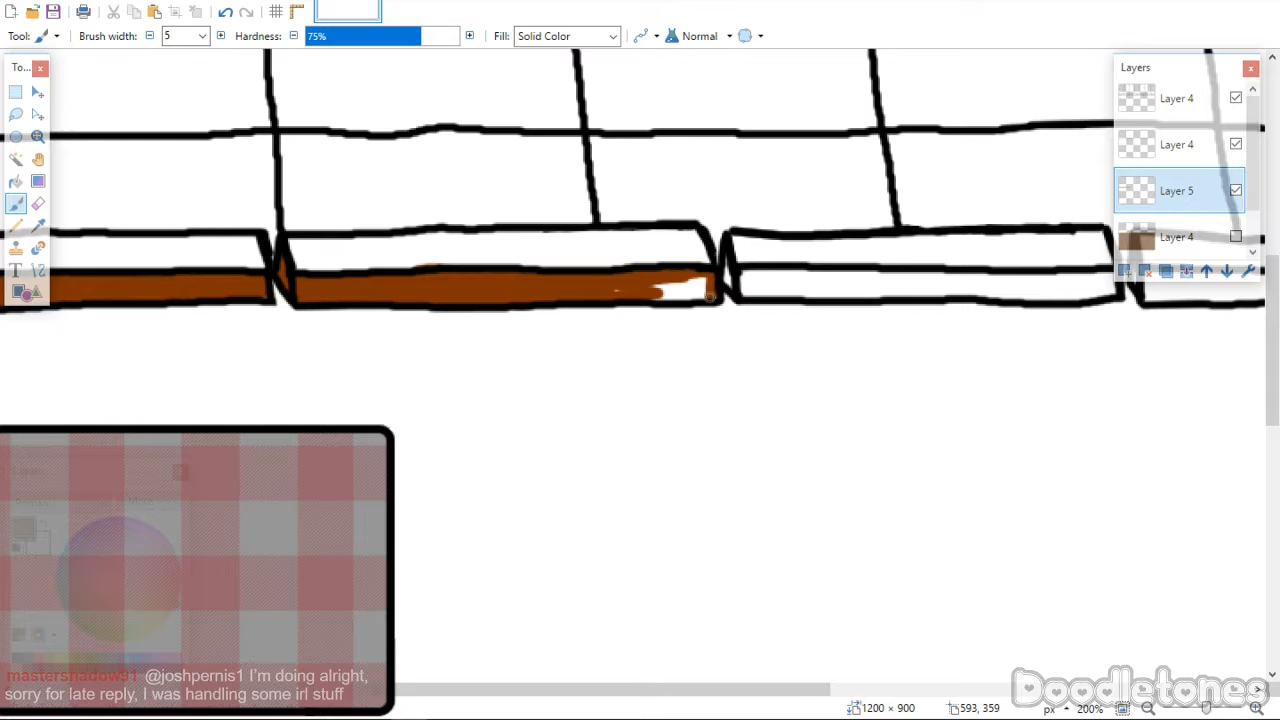 Tool:
Brush width:
5
Hardness:
75%
Fill:
Solid Color
Normal
To...
Layers
Layer 4
Layer 4
Layer 5
Layer 4
mastershadow91 @joshpernis1 I'm doing alright,
sorry for late reply, I was handling some irl stuff
Doodletones
1200 × 900
593, 359
px
200%